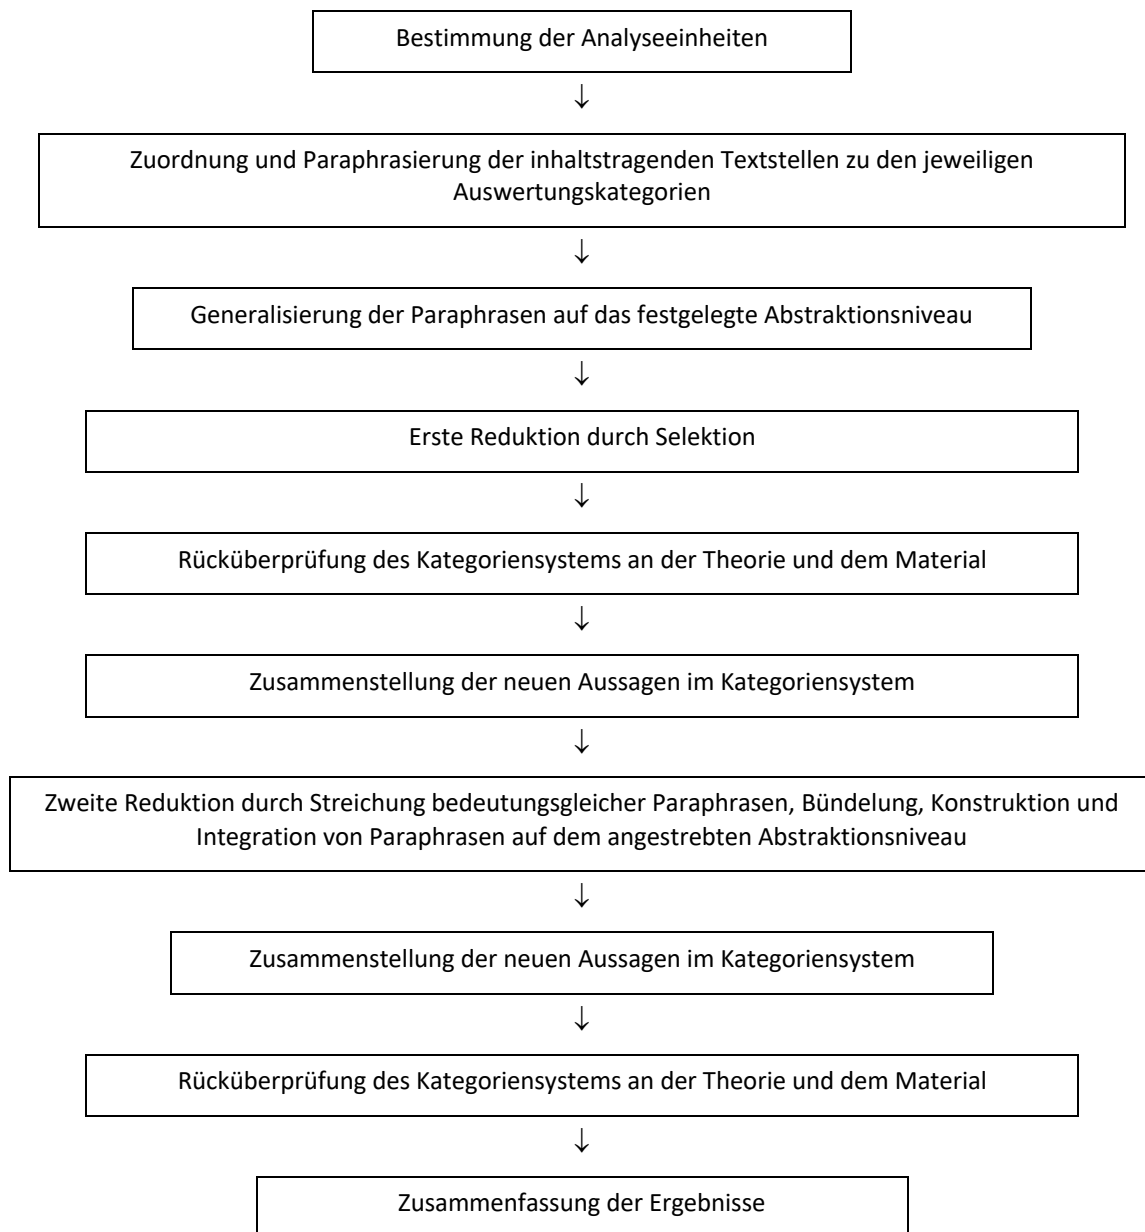 Bestimmung der Analyseeinheiten
↓
Zuordnung und Paraphrasierung der inhaltstragenden Textstellen zu den jeweiligen
Auswertungskategorien
↓
Generalisierung der Paraphrasen auf das festgelegte Abstraktionsniveau
↓
Erste Reduktion durch Selektion
↓
Rücküberprüfung des Kategoriensystems an der Theorie und dem Material
↓
Zusammenstellung der neuen Aussagen im Kategoriensystem
↓
Zweite Reduktion durch Streichung bedeutungsgleicher Paraphrasen, Bündelung, Konstruktion und
Integration von Paraphrasen auf dem angestrebten Abstraktionsniveau
↓
Zusammenstellung der neuen Aussagen im Kategoriensystem
↓
Rücküberprüfung des Kategoriensystems an der Theorie und dem Material
↓
Zusammenfassung der Ergebnisse